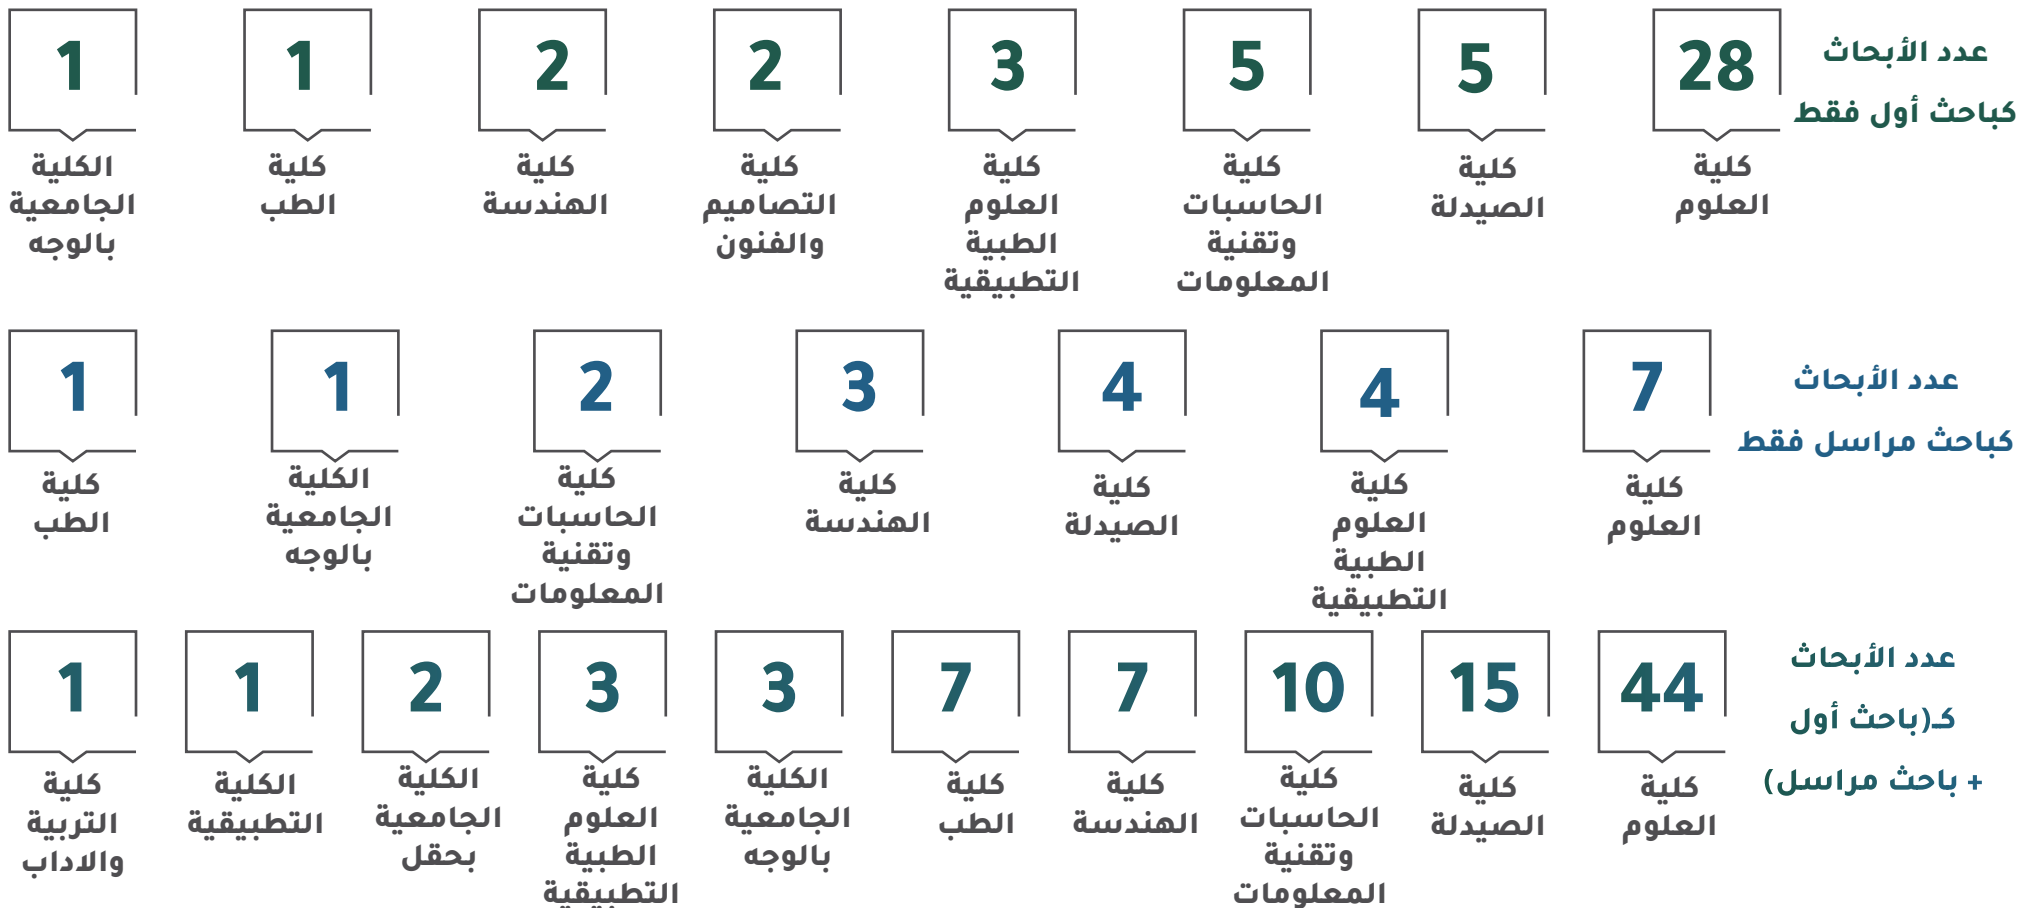 عدد الأبحاث
كباحث أول فقط
28
كلية
العلوم
5
كلية
الصيدلة
5
كلية
الحاسبات
وتقنية
المعلومات
3
كلية
العلوم
الطبية
التطبيقية
2
كلية
التصاميم
والفنون
2
كلية
الهندسة
1
كلية
الطب
1
الكلية
الجامعية
بالوجه
عدد الأبحاث
كباحث مراسل فقط
7
كلية
العلوم
4
كلية
العلوم
الطبية
التطبيقية
4
كلية
الصيدلة
3
كلية
الهندسة
2
كلية
الحاسبات
وتقنية
المعلومات
1
الكلية
الجامعية
بالوجه
1
كلية
الطب
عدد الأبحاث
كـ(باحث أول
+ باحث مراسل)
44
كلية
العلوم
15
كلية
الصيدلة
10
كلية
الحاسبات
وتقنية
المعلومات
7
كلية
الهندسة
7
كلية
الطب
3
الكلية
الجامعية
بالوجه
3
كلية
العلوم
الطبية
التطبيقية
2
الكلية
الجامعية
بحقل
1
الكلية
التطبيقية
1
كلية
التربية
والاداب